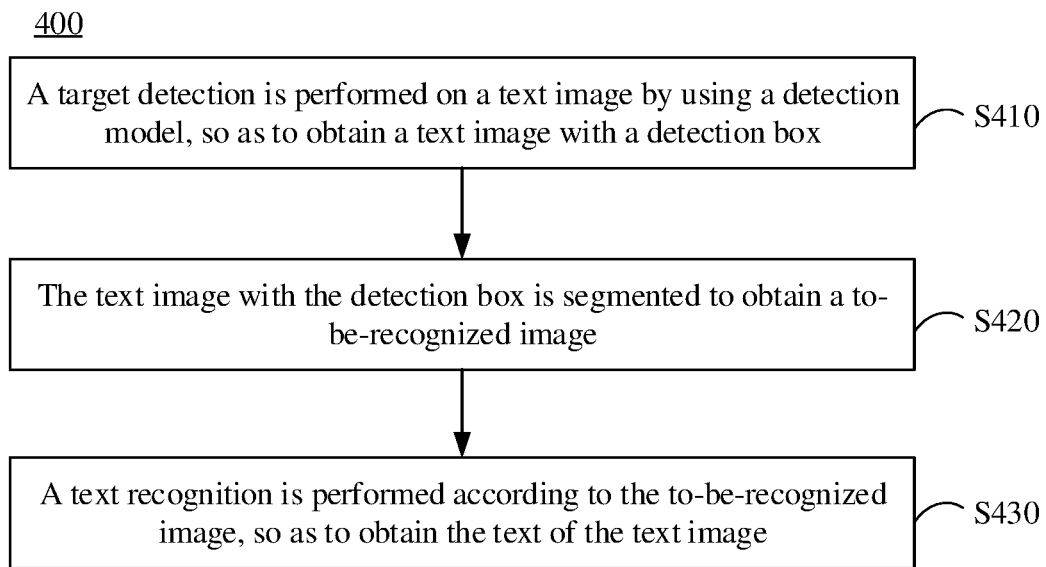 400
A target detection is performed on a text image by using a detection
model, so as to obtain a text image with a detection box
S410
The text image with the detection box is segmented to obtain a to-
be-recognized image
S420
A text recognition is performed according to the to-be-recognized
image, so as to obtain the text of the text image
S430